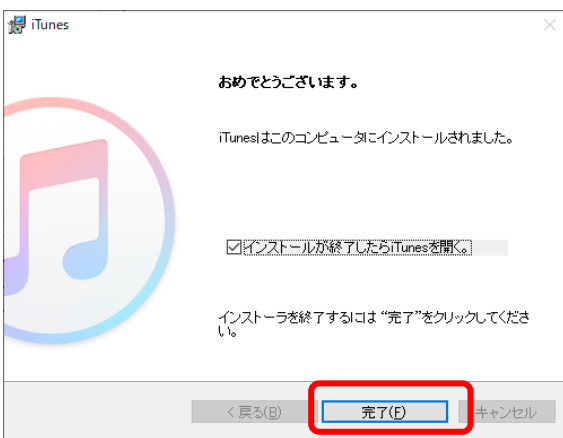 iTunes
おめでとうございます。
iTunesはこのコンピュータにインストールされました。
インストールが終了したらiTunesを開く。
インストーラを終了するには “完了”をクリックしてくださ
い。
< 戻る(B)
完了(F)
キャンセル